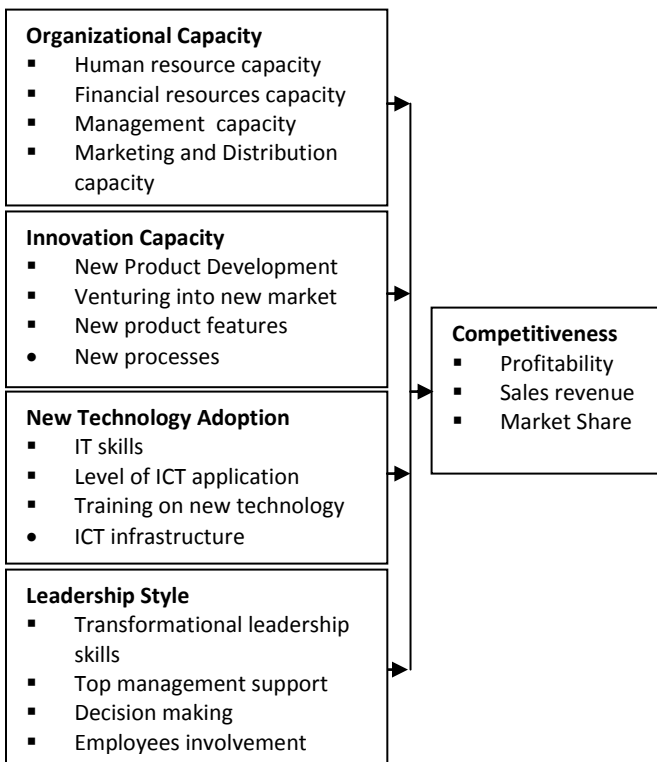 Organizational Capacity
▪ Human resource capacity
▪ Financial resources capacity
▪ Management capacity
▪ Marketing and Distribution
capacity
Innovation Capacity
▪ New Product Development
▪ Venturing into new market
▪ New product features
• New processes
New Technology Adoption
▪ IT skills
▪ Level of ICT application
▪ Training on new technology
• ICT infrastructure
Leadership Style
▪ Transformational leadership
skills
▪ Top management support
▪ Decision making
▪ Employees involvement
Competitiveness
▪ Profitability
▪ Sales revenue
▪ Market Share